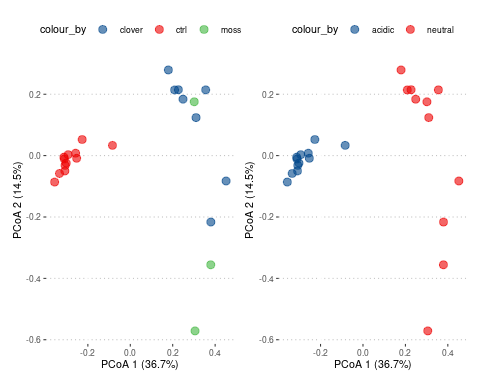 colour_by clover ctrl moss
colour_by acidic neutral
0.2
0.0
-0.2
-0.4
-0.6
PCoA 2 (14.5%)
-0.2 0.0 0.2 0.4
PCoA 1 (36.7%)
0.2
0.0
-0.2
-0.4
-0.6
PCoA 2 (14.5%)
-0.2 0.0 0.2 0.4
PCoA 1 (36.7%)